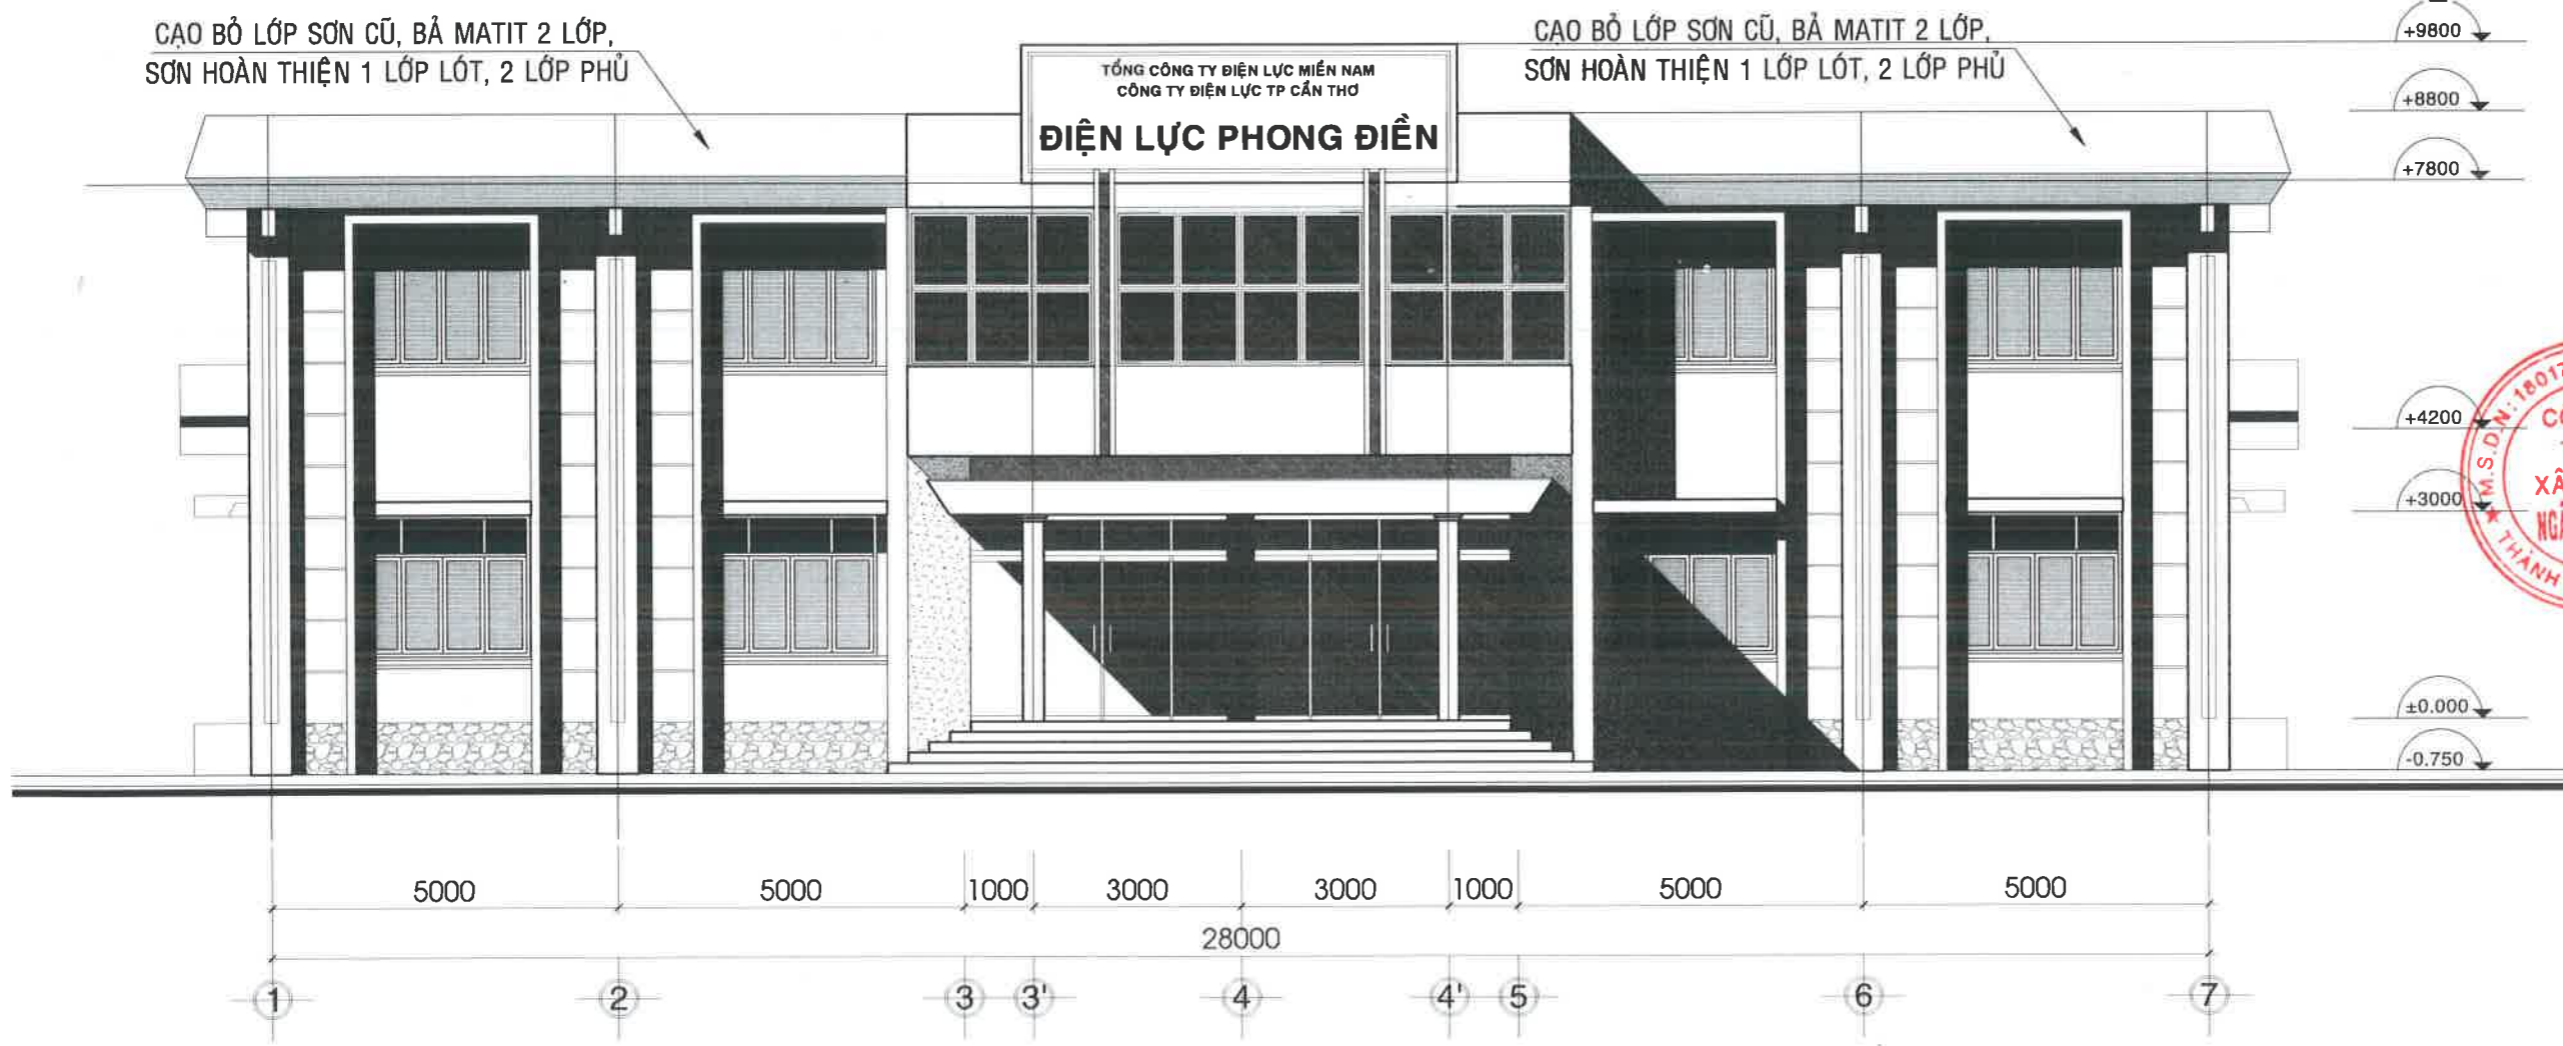 CẠO BỎ LỚP SƠN CŨ, BẢ MATIT 2 LỚP,
SƠN HOÀN THIỆN 1 LỚP LÓT, 2 LỚP PHỦ
TỔNG CÔNG TY ĐIỆN LỰC MIỀN NAM
CÔNG TY ĐIỆN LỰC TP CẦN THƠ
ĐIỆN LỰC PHONG ĐIỀN
CẠO BỎ LỚP SƠN CŨ, BẢ MATIT 2 LỚP,
SƠN HOÀN THIỆN 1 LỚP LÓT, 2 LỚP PHỦ
+9800
+8800
+7800
+4200
+3000
±0.000
-0.750
M.S.D.N: 1801
XÂ
THÀNH
5000 5000 1000 3000 3000 1000 5000 5000
28000
1 2 3 3' 4 4' 5 6 7